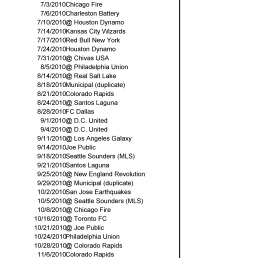 7/3/2010Chicago Fire
7/6/2010Charleston Battery
7/10/2010@ Houston Dynamo
7/14/2010Kansas City Wizards
7/17/2010Red Bull New York
7/24/2010Houston Dynamo
7/31/2010@ Chivas USA
8/5/2010@ Philadelphia Union
8/14/2010@ Real Salt Lake
8/18/2010Municipal (duplicate)
8/21/2010Colorado Rapids
8/24/2010@ Santos Laguna
8/28/2010FC Dallas
9/1/2010@ D.C. United
9/4/2010@ D.C. United
9/11/2010@ Los Angeles Galaxy
9/14/2010Joe Public
9/18/2010Seattle Sounders (MLS)
9/21/2010Santos Laguna
9/25/2010@ New England Revolution
9/29/2010@ Municipal (duplicate)
10/2/2010San Jose Earthquakes
10/5/2010@ Seattle Sounders (MLS)
10/8/2010@ Chicago Fire
10/16/2010@ Toronto FC
10/21/2010@ Joe Public
10/24/2010Philadelphia Union
10/28/2010@ Colorado Rapids
11/6/2010Colorado Rapids